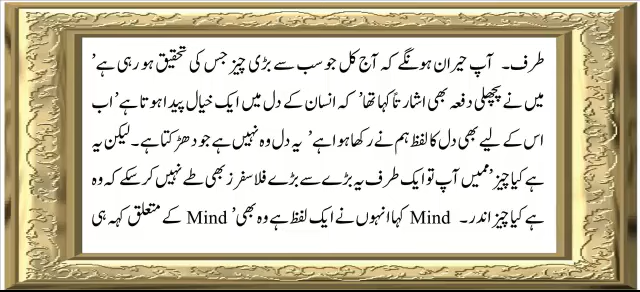 طرف۔ آپ حیران ہونگے کہ آج کل جو سب سے بڑی چیز جس کی تحقیق ہو رہی ہے’
میں نے پچھلی دفعہ بھی اشارتاً کہا تھا’ کہ انسان کے دل میں ایک خیال پیدا ہوتا ہے’ اب
اس کے لیے بھی دل کا لفظ ہم نے رکھا ہوا ہے’ یہ دل وہ نہیں ہے جو دھڑکتا ہے۔ لیکن یہ
ہے کیا چیز’ ممیں آپ تو ایک طرف یہ بڑے سے بڑے فلاسفرز بھی طے نہیں کر سکے کہ وہ
ہے کیا چیز اندر۔ Mind کہا انہوں نے ایک لفظ ہے وہ بھی’ Mind کے متعلق کہہ ہی